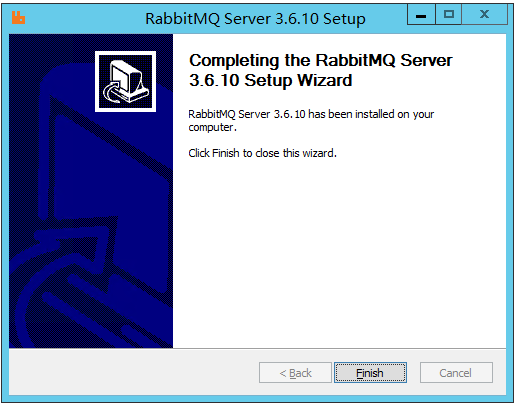 RabbitMQ Server 3.6.10 Setup
Completing the RabbitMQ Server
3.6.10 Setup Wizard
RabbitMQ Server 3.6.10 has been installed on your
computer.
Click Finish to close this wizard.
< Back
Finish
Cancel